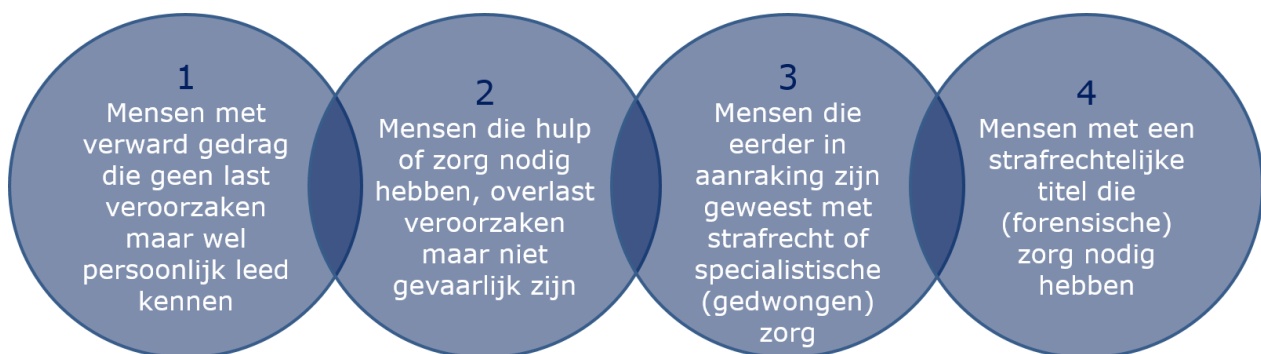 1
Mensen met
verward gedrag
die geen last
veroorzaken
maar wel
persoonlijk leed
kennen
2
Mensen die hulp
of zorg nodig
hebben, overlast
veroorzaken
maar niet
gevaarlijk zijn
3
Mensen die
eerder in
aanraking zijn
geweest met
strafrecht of
specialistische
(gedwongen)
zorg
4
Mensen met een
strafrechtelijke
titel die
(forensische)
zorg nodig
hebben